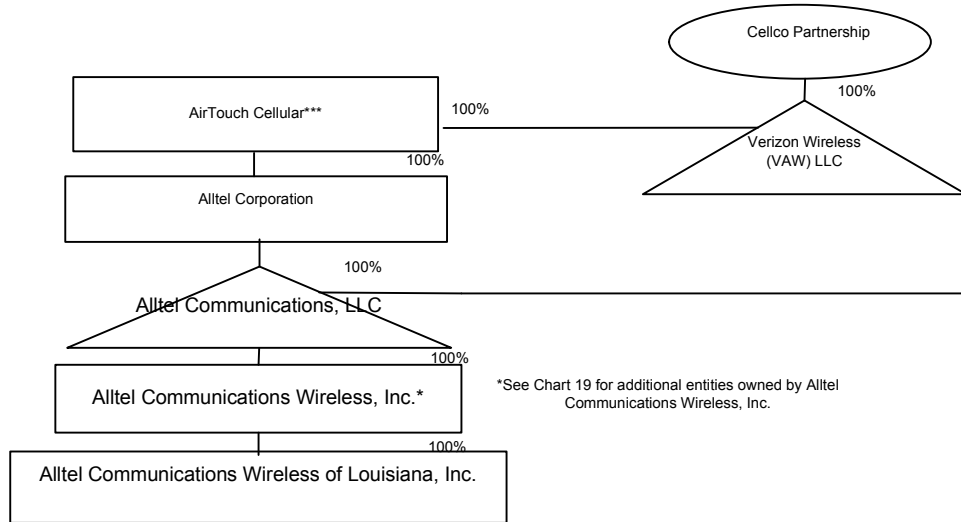 Cellco Partnership
100%
AirTouch Cellular***
100%
Verizon Wireless
(VAW) LLC
100%
Alltel Corporation
100%
Alltel Communications, LLC
100%
Alltel Communications Wireless, Inc.*
*See Chart 19 for additional entities owned by Alltel
Communications Wireless, Inc.
100%
Alltel Communications Wireless of Louisiana, Inc.